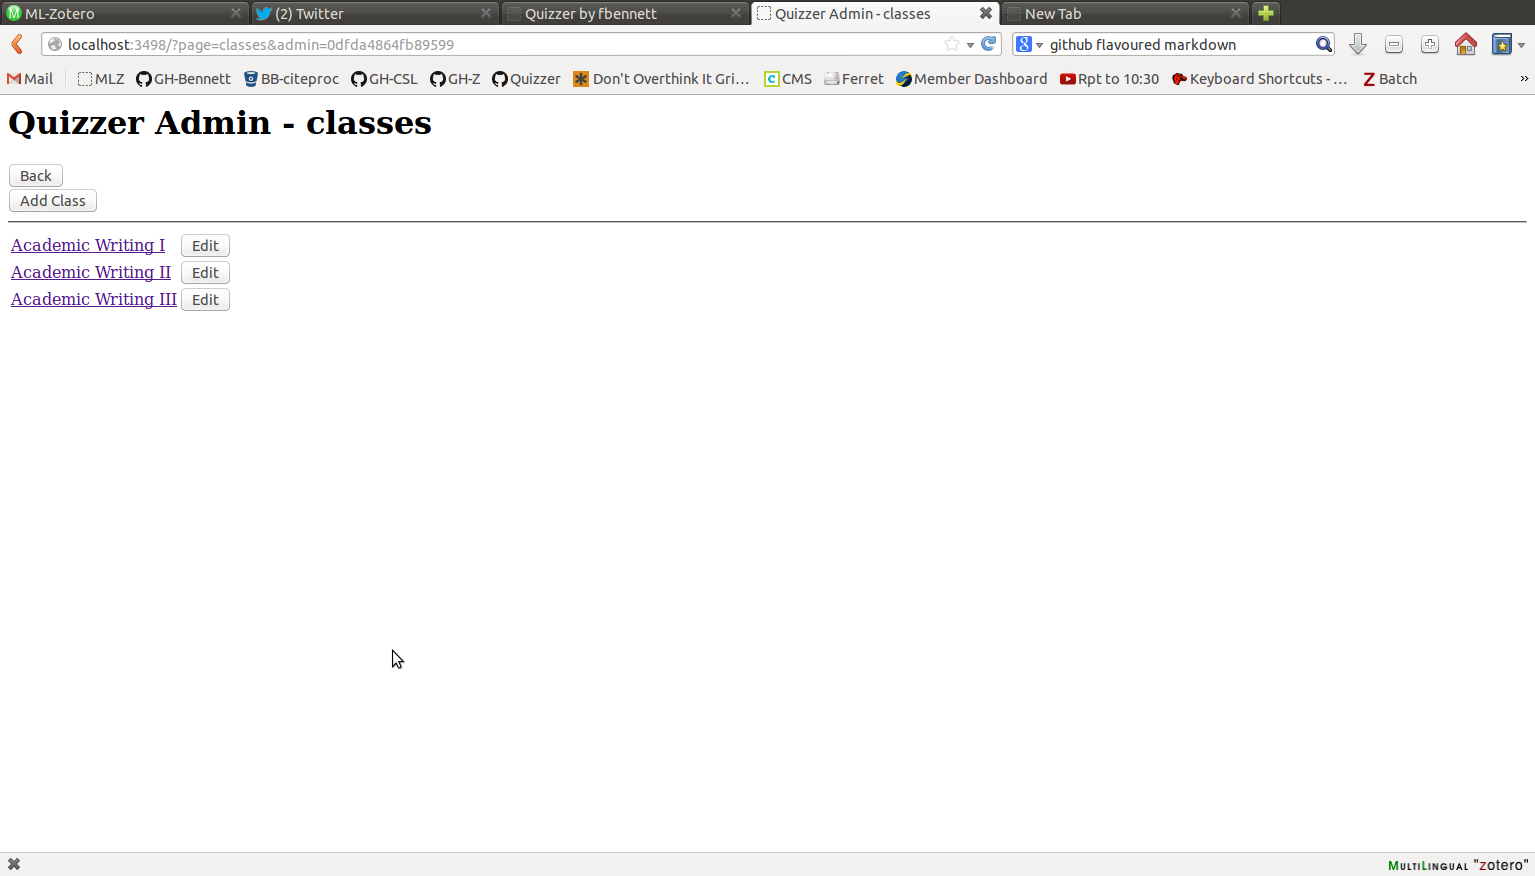 ML-Zotero (2) Twitter Quizzer by fbennett Quizzer Admin - classes New Tab
localhost:3498/?page=classes&admin=0dfda4864fb89599 github flavoured markdown
Mail MLZ GH-Bennett BB-citeproc GH-CSL GH-Z Quizzer Don't Overthink It Gri... CMS Ferret Member Dashboard Rpt to 10:30 Keyboard Shortcuts - ... Batch »
Quizzer Admin - classes
Back
Add Class
Academic Writing I Edit
Academic Writing II Edit
Academic Writing III Edit
MULTILINGUAL "zotero"